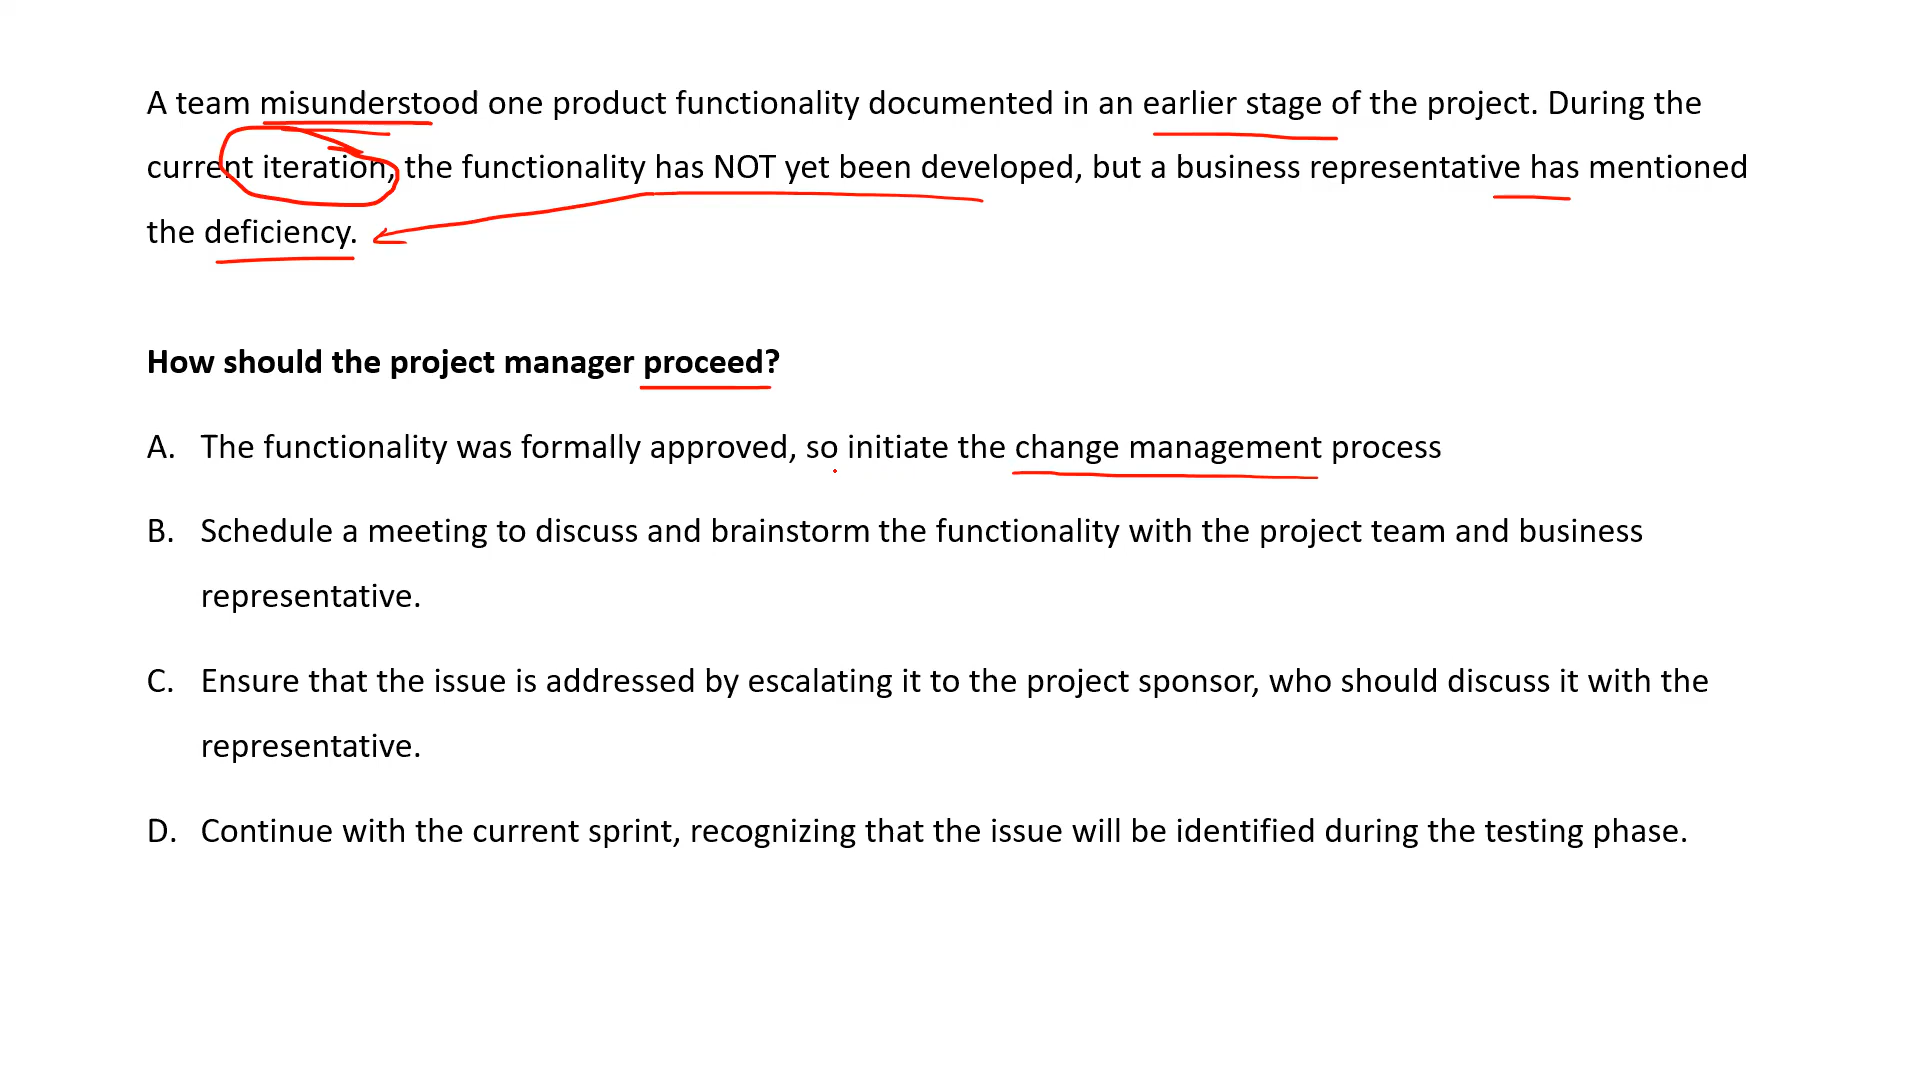 A team misunderstood one product functionality documented in an earlier stage of the project. During the
current iteration, the functionality has NOT yet been developed, but a business representative has mentioned
the deficiency.
How should the project manager proceed?
A. The functionality was formally approved, so initiate the change management process
B. Schedule a meeting to discuss and brainstorm the functionality with the project team and business
representative.
C. Ensure that the issue is addressed by escalating it to the project sponsor, who should discuss it with the
representative.
D. Continue with the current sprint, recognizing that the issue will be identified during the testing phase.